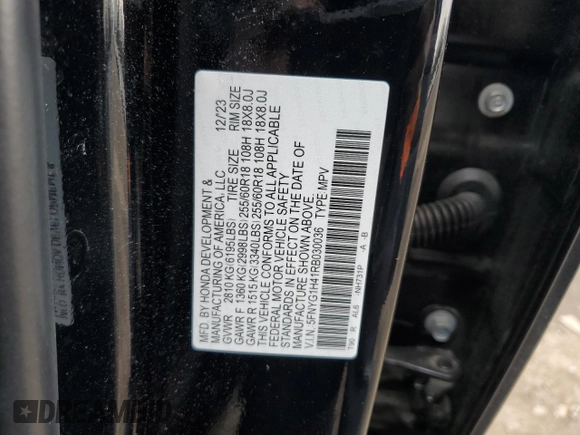 MFD. BY HONDA DEVELOPMENT &
MANUFACTURING OF AMERICA, LLC 12/'23
GVWR 2810 KG(6195LBS) TIRE SIZE RIM SIZE
GAWR F 1360 KG(2998LBS)255/60R18 108H 18X8.0J
GAWR R 1515 KG(3340LBS)255/60R18 108H 18X8.0J
THIS VEHICLE CONFORMS TO ALL APPLICABLE
FEDERAL MOTOR VEHICLE SAFETY
STANDARDS IN EFFECT ON THE DATE OF
MANUFACTURE SHOWN ABOVE.
V.I.N. 5FNYG1H41RB030036 TYPE MPV
T90 R AL6 NH731P -A -B
DREAMBID